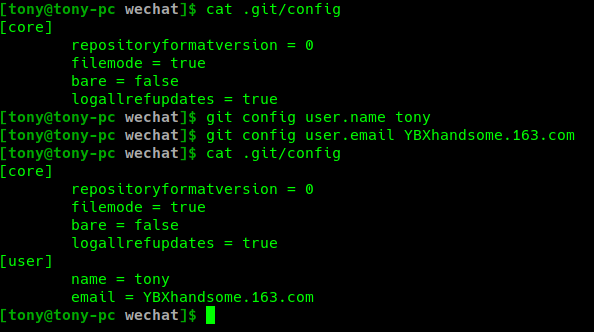 [tony@tony-pc wechat]$ cat .git/config
[core]
        repositoryformatversion = 0
        filemode = true
        bare = false
        logallrefupdates = true
[tony@tony-pc wechat]$ git config user.name tony
[tony@tony-pc wechat]$ git config user.email YBXhandsome.163.com
[tony@tony-pc wechat]$ cat .git/config
[core]
        repositoryformatversion = 0
        filemode = true
        bare = false
        logallrefupdates = true
[user]
        name = tony
        email = YBXhandsome.163.com
[tony@tony-pc wechat]$